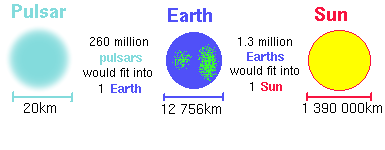 Pulsar
Earth
Sun
260 million
pulsars
would fit into
1 Earth
1.3 million
Earths
would fit into
1 Sun
20km
12 756km
1 390 000km